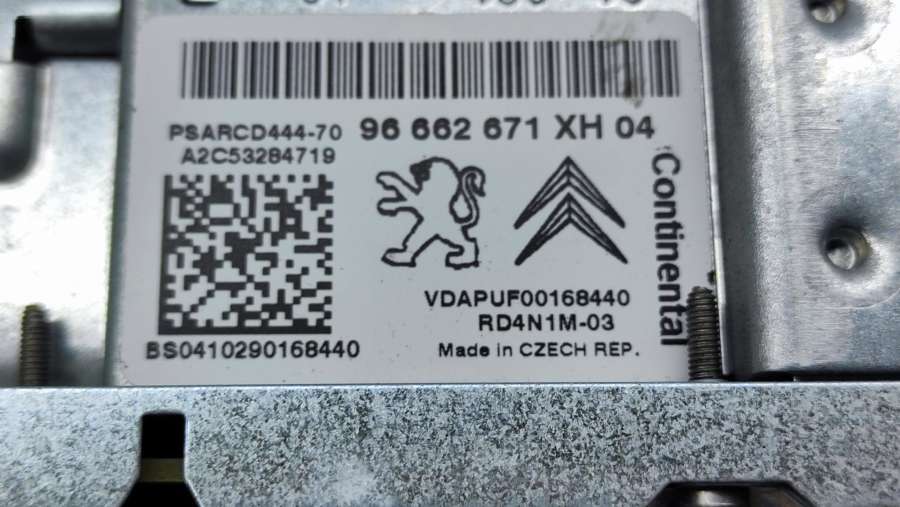 PSARCD444-70 96 662 671 XH 04
A2C53284719
Continental
VDAPUF00168440
RD4N1M-03
BS0410290168440
Made in CZECH REP.